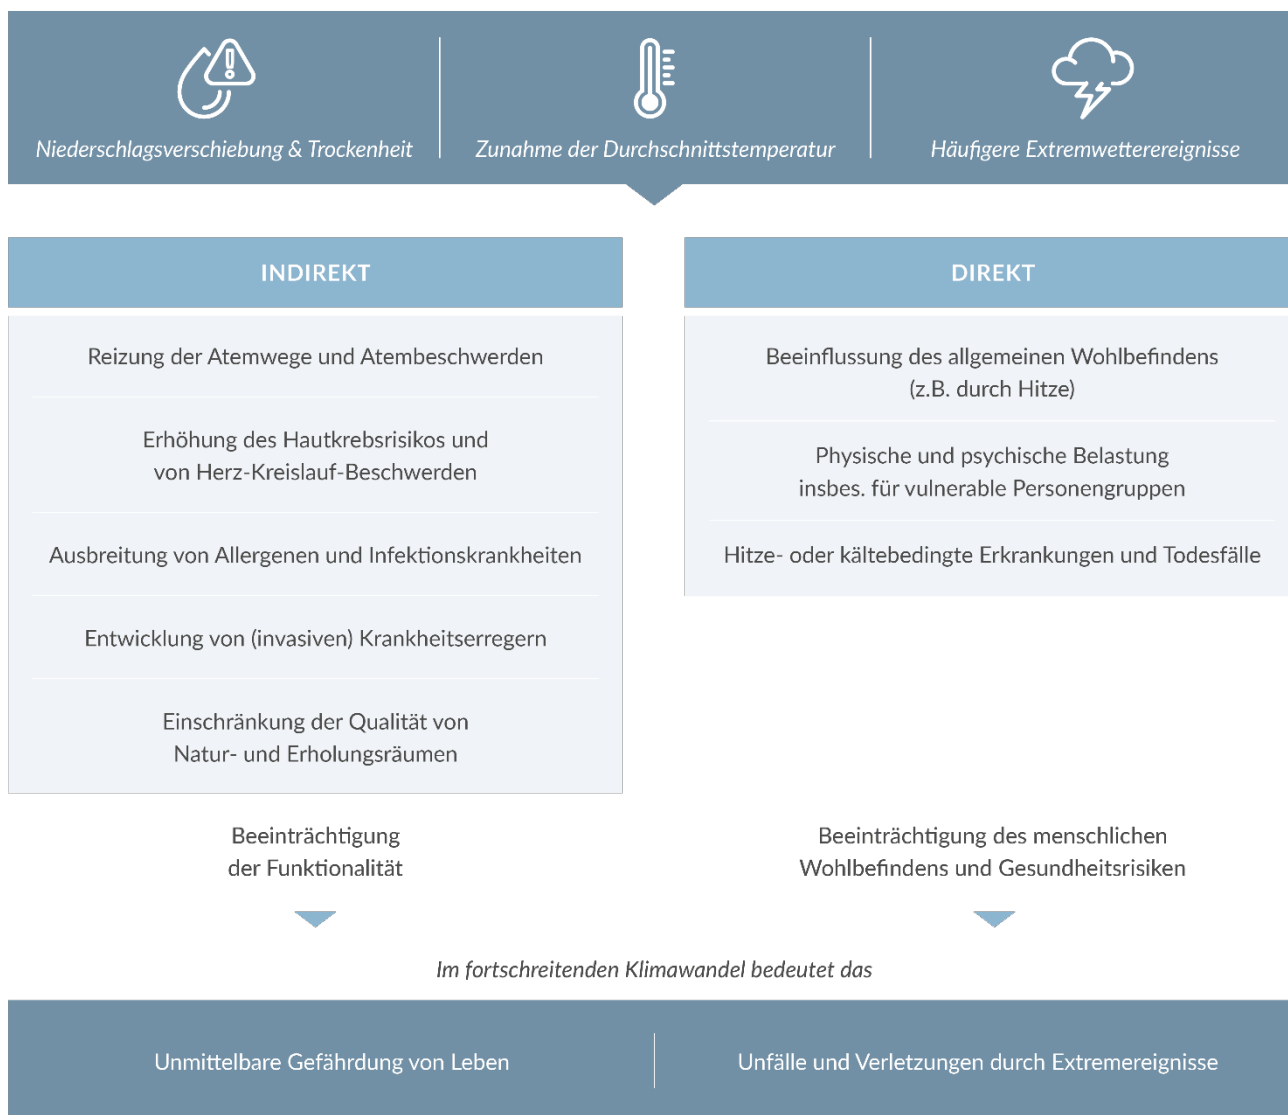 Niederschlagsverschiebung & Trockenheit
Zunahme der Durchschnittstemperatur
Häufigere Extremwetterereignisse
INDIREKT
Reizung der Atemwege und Atembeschwerden
Erhöhung des Hautkrebsrisikos und
von Herz-Kreislauf-Beschwerden
Ausbreitung von Allergenen und Infektionskrankheiten
Entwicklung von (invasiven) Krankheitserregern
Einschränkung der Qualität von
Natur- und Erholungsräumen
Beeinträchtigung
der Funktionalität
DIREKT
Beeinflussung des allgemeinen Wohlbefindens
(z.B. durch Hitze)
Physische und psychische Belastung
insbes. für vulnerable Personengruppen
Hitze- oder kältebedingte Erkrankungen und Todesfälle
Beeinträchtigung des menschlichen
Wohlbefindens und Gesundheitsrisiken
Im fortschreitenden Klimawandel bedeutet das
Unmittelbare Gefährdung von Leben
Unfälle und Verletzungen durch Extremereignisse